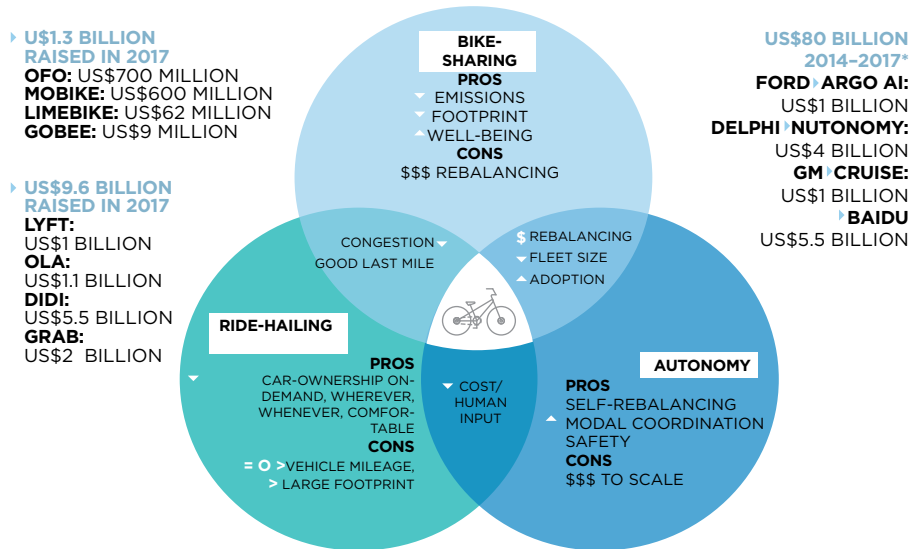 U$1.3 BILLION
RAISED IN 2017
OFO: US$700 MILLION
MOBIKE: US$600 MILLION
LIMEBIKE: US$62 MILLION
GOBEE: US$9 MILLION
US$9.6 BILLION
RAISED IN 2017
LYFT:
US$1 BILLION
OLA:
US$1.1 BILLION
DIDI:
US$5.5 BILLION
GRAB:
US$2 BILLION
BIKE-
SHARING
PROS
EMISSIONS
FOOTPRINT
WELL-BEING
CONS
$$$ REBALANCING
US$80 BILLION
2014–2017*
FORD ARGO AI:
US$1 BILLION
DELPHI NUTONOMY:
US$4 BILLION
GM CRUISE:
US$1 BILLION
BAIDU
US$5.5 BILLION
CONGESTION
GOOD LAST MILE
$ REBALANCING
FLEET SIZE
ADOPTION
RIDE-HAILING
PROS
CAR-OWNERSHIP ON-
DEMAND, WHEREVER,
WHENEVER, COMFOR-
TABLE
CONS
= O >VEHICLE MILEAGE,
> LARGE FOOTPRINT
COST/
HUMAN
INPUT
AUTONOMY
PROS
SELF-REBALANCING
MODAL COORDINATION
SAFETY
CONS
$$$ TO SCALE